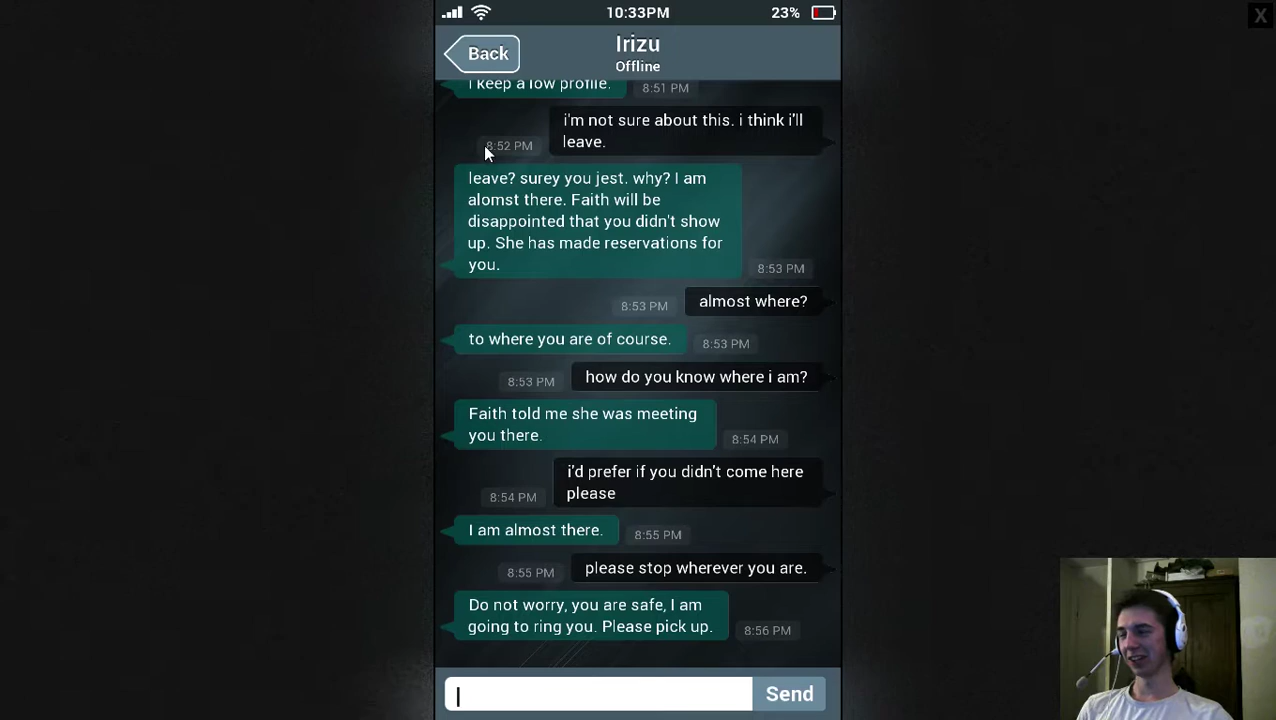 10:33PM
23%
X
Back
Irizu
Offline
I keep a low profile.
8:51 PM
i'm not sure about this. i think i'll
leave.
8:52 PM
leave? surey you jest. why? I am
alomst there. Faith will be
disappointed that you didn't show
up. She has made reservations for
you.
8:53 PM
almost where?
8:53 PM
to where you are of course.
8:53 PM
how do you know where i am?
8:53 PM
Faith told me she was meeting
you there.
8:54 PM
i'd prefer if you didn't come here
please
8:54 PM
I am almost there.
8:55 PM
please stop wherever you are.
8:55 PM
Do not worry, you are safe, I am
going to ring you. Please pick up.
8:56 PM
Send